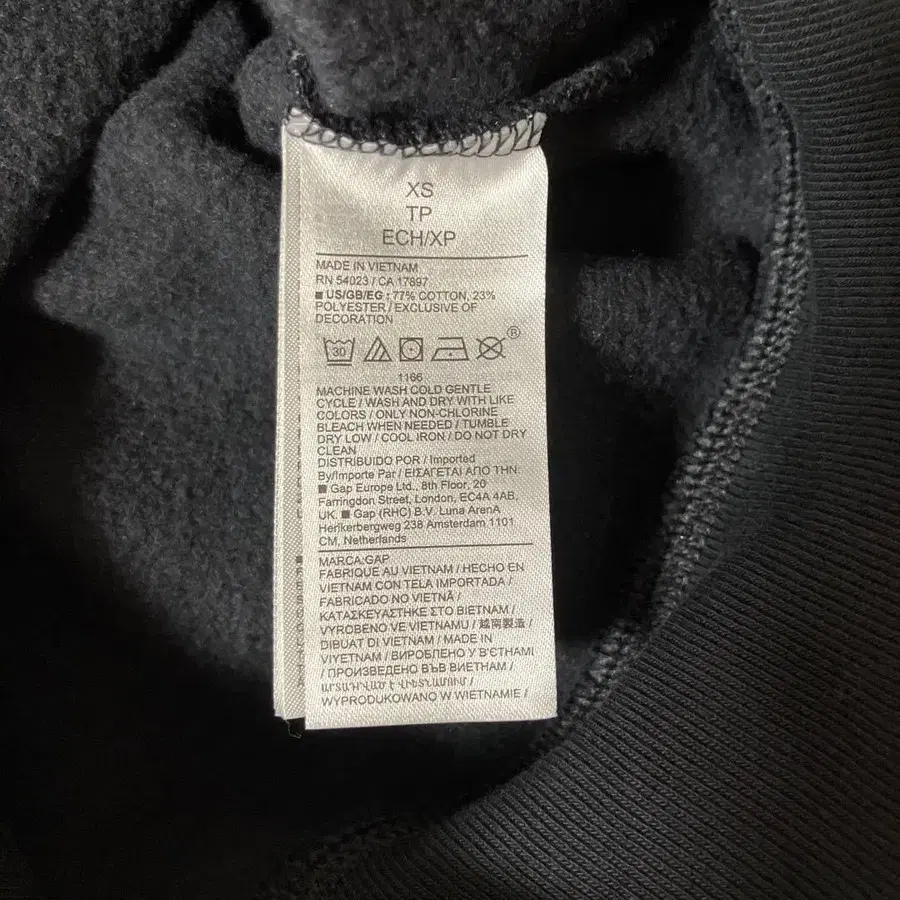 XS
TP
ECH/XP
MADE IN VIETNAM
RN 54023 / CA 17897
■ US/GB/EG : 77% COTTON, 23%
POLYESTER / EXCLUSIVE OF
DECORATION
30
®
1166
MACHINE WASH COLD GENTLE
CYCLE / WASH AND DRY WITH LIKE
COLORS / ONLY NON-CHLORINE
BLEACH WHEN NEEDED / TUMBLE
DRY LOW / COOL IRON / DO NOT DRY
CLEAN
DISTRIBUIDO POR / Imported
By/Importe Par / ΕΙΣΑΓΕΤΑΙ ΑΠΟ ΤΗΝ:
■ Gap Europe Ltd., 8th Floor, 20
Farringdon Street, London, EC4A 4AB,
UK. ■ Gap (RHC) B.V. Luna ArenA
Herikerbergweg 238 Amsterdam 1101
CM, Netherlands
MARCA:GAP
FABRIQUE AU VIETNAM / HECHO EN
VIETNAM CON TELA IMPORTADA /
FABRICADO NO VIETNÃ /
ΚΑΤΑΣΚΕΥΑΣΤΗΚΕ ΣΤΟ ΒΙΕΤΝΑΜ /
VYROBENO VE VIETNAMU / 越南製造 /
DIBUAT DI VIETNAM / MADE IN
VIYETNAM / ВИРОБЛЕНО У В'ЄТНАМІ
/ ПРОИЗВЕДЕНО ВЪВ ВИЕТНАМ /
ԱՐՏԱԴՐՎԱԾ Է ՎԻԵՏՆԱՄՈՒՄ /
WYPRODUKOWANO W WIETNAMIE /